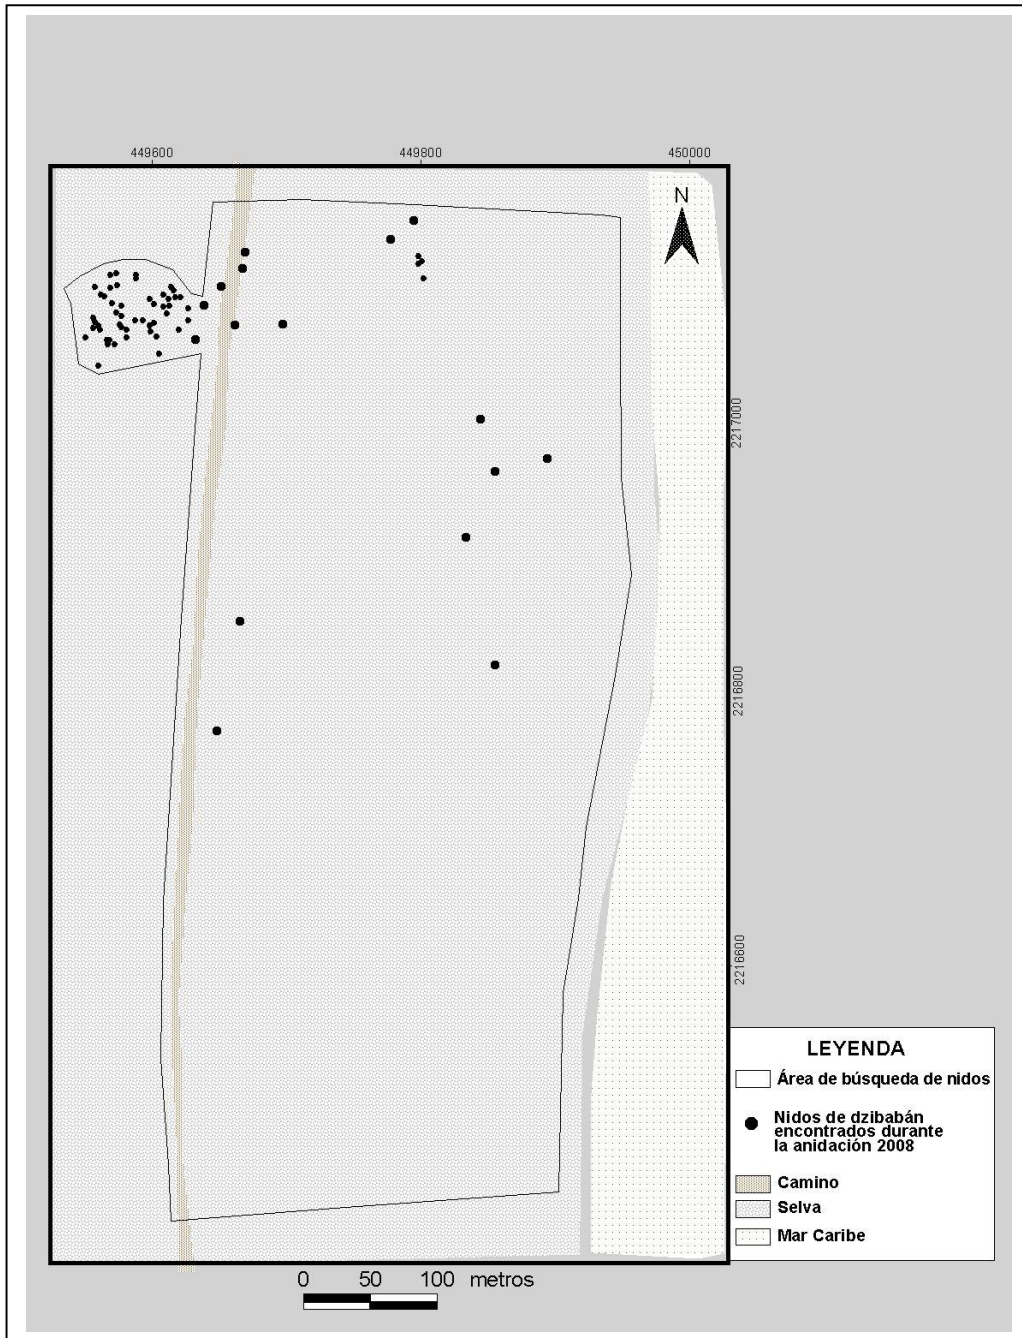 449600 449800 450000
N
2217000
2216800
2216600
LEYENDA
Área de búsqueda de nidos
Nidos de dzibabán
encontrados durante
la anidación 2008
Camino
Selva
Mar Caribe
0 50 100 metros